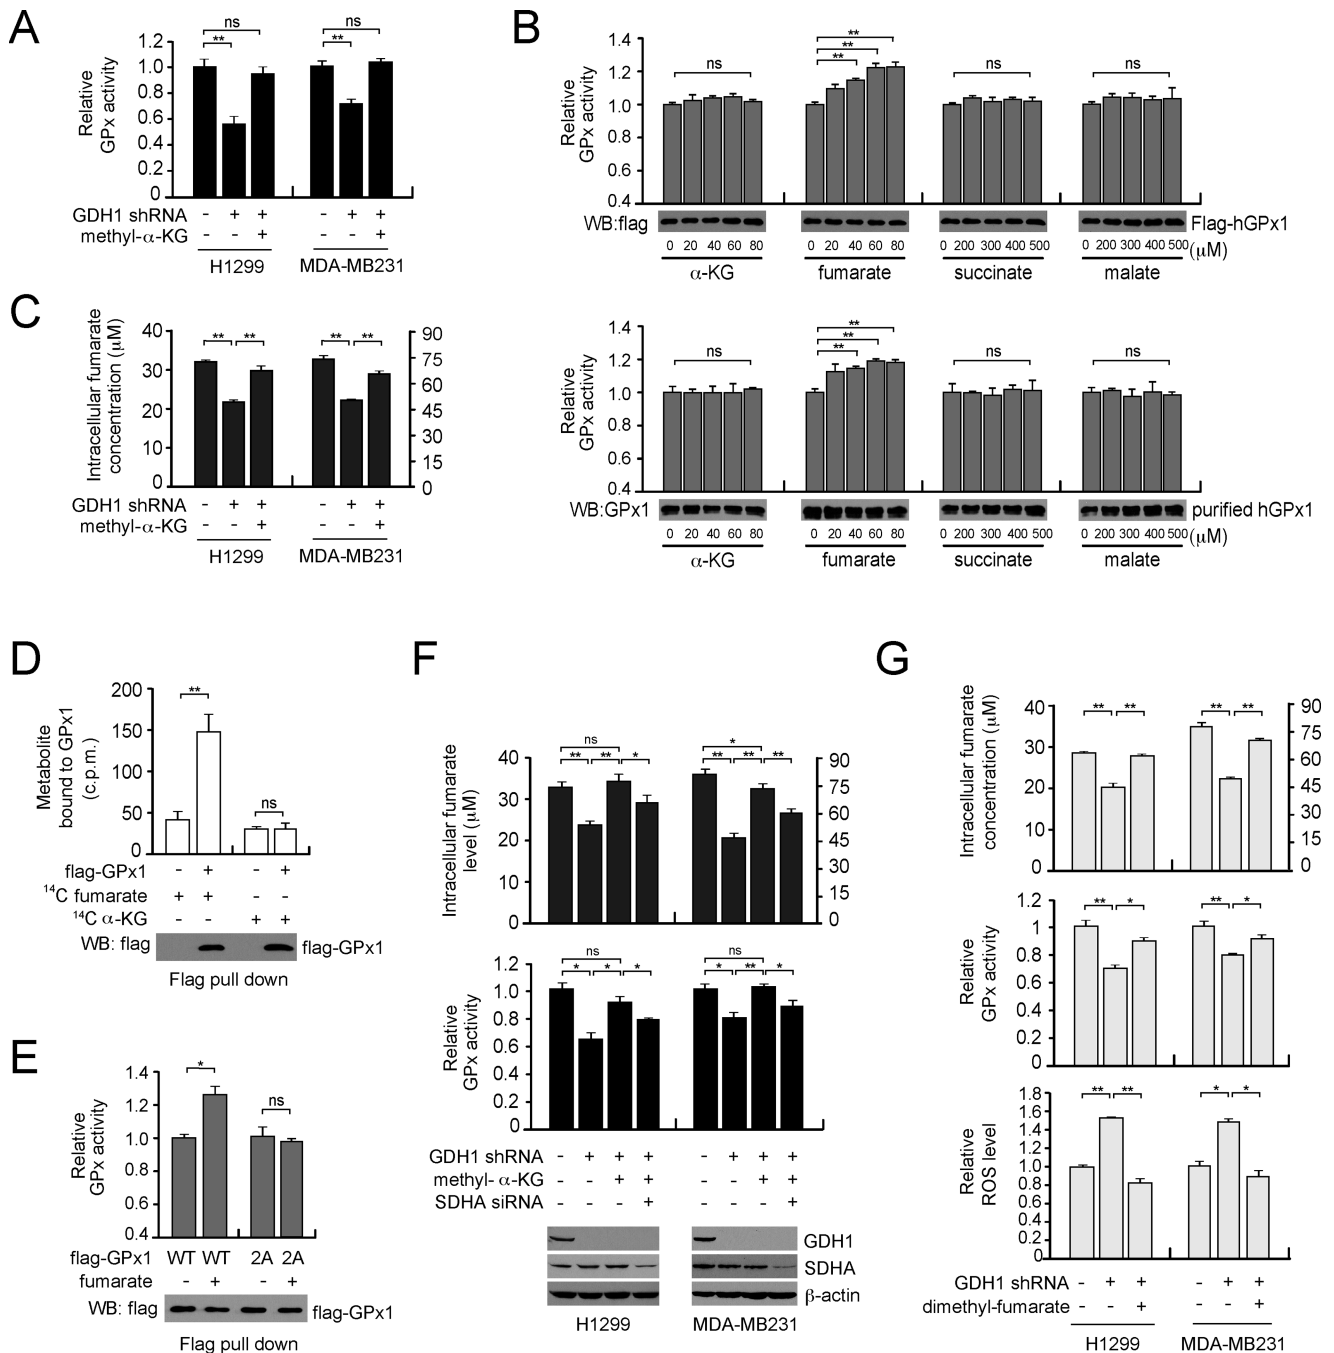 A
Relative
GPx activity
1.2
1.0
0.8
0.6
0.4
0.2
0
ns
**
ns
**
GDH1 shRNA - + + - + +
methyl-α-KG - - + - - +
H1299 MDA-MB231
B
Relative
GPx activity
1.4
1.2
1.0
0.8
0.6
0.4
ns
**
**
**
ns
ns
WB:flag
Flag-hGPx1
0 20 40 60 80 0 20 40 60 80 0 200 300 400 500 0 200 300 400 500 (μM)
α-KG fumarate succinate malate
Relative
GPx activity
1.4
1.2
1.0
0.8
0.6
0.4
ns
**
**
**
ns
ns
WB:GPx1
purified hGPx1
0 20 40 60 80 0 20 40 60 80 0 200 300 400 500 0 200 300 400 500 (μM)
α-KG fumarate succinate malate
C
Intracellular fumarate
concentration (μM)
40
30
20
10
0
** ** ** **
90
75
60
45
30
15
0
GDH1 shRNA - + + - + +
methyl-α-KG - - + - - +
H1299 MDA-MB231
D
Metabolite
bound to GPx1
(c.p.m.)
200
150
100
50
0
**
ns
flag-GPx1 - + - +
14C fumarate + + - -
14C α-KG - - + +
WB: flag
flag-GPx1
Flag pull down
E
Relative
GPx activity
1.4
1.2
1.0
0.8
0.6
0.4
*
ns
flag-GPx1 WT WT 2A 2A
fumarate - + - +
WB: flag
flag-GPx1
Flag pull down
F
Intracellular fumarate
level (μM)
40
30
20
10
0
ns
** ** *
*
** ** **
90
75
60
45
30
15
0
Relative
GPx activity
1.2
1.0
0.8
0.6
0.4
0.2
0
ns
* * *
ns
* ** *
GDH1 shRNA - + + + - + + +
methyl- α-KG - - + + - - + +
SDHA siRNA - - - + - - - +
GDH1
SDHA
β-actin
H1299 MDA-MB231
G
Intracellular fumarate
concentration (μM)
40
30
20
10
0
** ** ** **
90
75
60
45
30
15
0
Relative
GPx activity
1.2
1.0
0.8
0.6
0.4
0.2
0
** * ** *
Relative
ROS level
1.8
1.6
1.4
1.2
1.0
0.8
0.6
0.4
0.2
0
** ** * *
GDH1 shRNA - + + - + +
dimethyl-fumarate - - + - - +
H1299 MDA-MB231